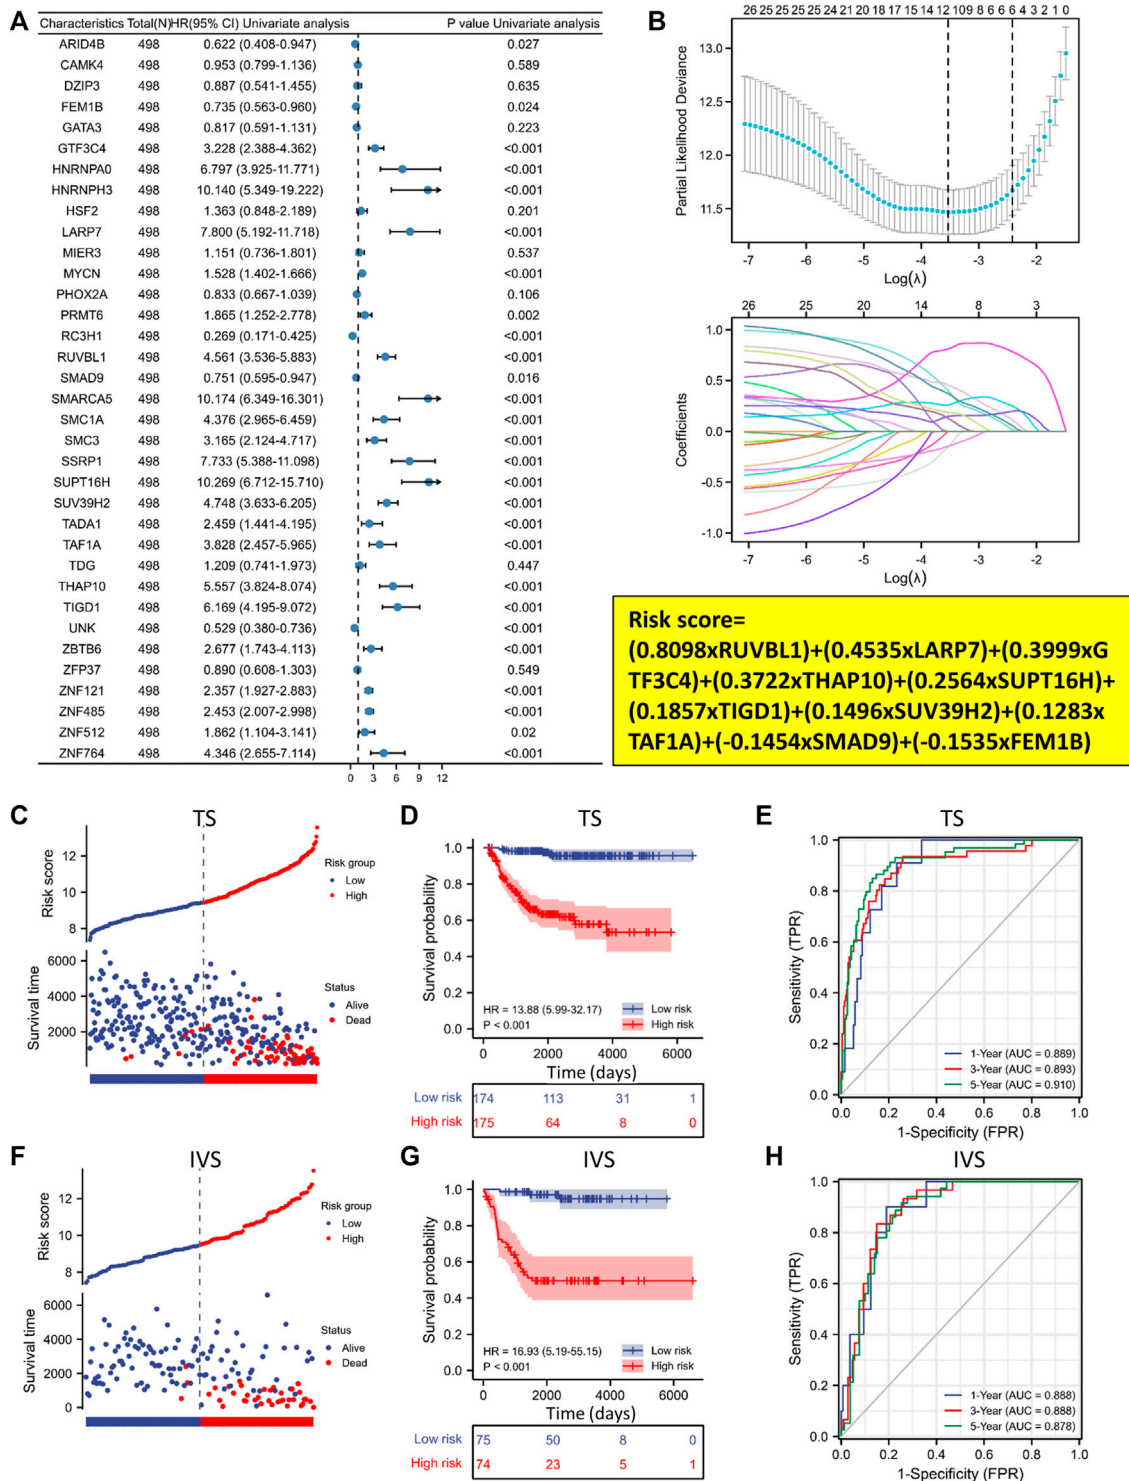 A
Characteristics Total(N)HR(95% CI) Univariate analysis P value Univariate analysis
ARID4B 498 0.622 (0.408-0.947) 0.027
CAMK4 498 0.953 (0.799-1.136) 0.589
DZIP3 498 0.887 (0.541-1.455) 0.635
FEM1B 498 0.735 (0.563-0.960) 0.024
GATA3 498 0.817 (0.591-1.131) 0.223
GTF3C4 498 3.228 (2.388-4.362) <0.001
HNRNPA0 498 6.797 (3.925-11.771) <0.001
HNRNPH3 498 10.140 (5.349-19.222) <0.001
HSF2 498 1.363 (0.848-2.189) 0.201
LARP7 498 7.800 (5.192-11.718) <0.001
MIER3 498 1.151 (0.736-1.801) 0.537
MYCN 498 1.528 (1.402-1.666) <0.001
PHOX2A 498 0.833 (0.667-1.039) 0.106
PRMT6 498 1.865 (1.252-2.778) 0.002
RC3H1 498 0.269 (0.171-0.425) <0.001
RUVBL1 498 4.561 (3.536-5.883) <0.001
SMAD9 498 0.751 (0.595-0.947) 0.016
SMARCA5 498 10.174 (6.349-16.301) <0.001
SMC1A 498 4.376 (2.965-6.459) <0.001
SMC3 498 3.165 (2.124-4.717) <0.001
SSRP1 498 7.733 (5.388-11.098) <0.001
SUPT16H 498 10.269 (6.712-15.710) <0.001
SUV39H2 498 4.748 (3.633-6.205) <0.001
TADA1 498 2.459 (1.441-4.195) <0.001
TAF1A 498 3.828 (2.457-5.965) <0.001
TDG 498 1.209 (0.741-1.973) 0.447
THAP10 498 5.557 (3.824-8.074) <0.001
TIGD1 498 6.169 (4.195-9.072) <0.001
UNK 498 0.529 (0.380-0.736) <0.001
ZBTB6 498 2.677 (1.743-4.113) <0.001
ZFP37 498 0.890 (0.608-1.303) 0.549
ZNF121 498 2.357 (1.927-2.883) <0.001
ZNF485 498 2.453 (2.007-2.998) <0.001
ZNF512 498 1.862 (1.104-3.141) 0.02
ZNF764 498 4.346 (2.655-7.114) <0.001
0 3 6 9 12
B
26 25 25 25 25 24 21 20 18 17 15 14 12 10 9 8 6 6 6 4 3 2 1 0
Partial Likelihood Deviance
13.0
12.5
12.0
11.5
-7 -6 -5 -4 -3 -2
Log(λ)
26 25 20 14 8 3
Coefficients
1.0
0.5
0.0
-0.5
-1.0
-7 -6 -5 -4 -3 -2
Log(λ)
Risk score=
(0.8098xRUVBL1)+(0.4535xLARP7)+(0.3999xG
TF3C4)+(0.3722xTHAP10)+(0.2564xSUPT16H)+
(0.1857xTIGD1)+(0.1496xSUV39H2)+(0.1283x
TAF1A)+(-0.1454xSMAD9)+(-0.1535xFEM1B)
C
TS
Risk score
12
10
8
Risk group
Low
High
Survival time
6000
4000
2000
Status
Alive
Dead
D
TS
Survival probability
1.0
0.8
0.6
0.4
0.2
0.0
HR = 13.88 (5.99-32.17)
P < 0.001
Low risk
High risk
0 2000 4000 6000
Time (days)
Low risk 174 113 31 1
High risk 175 64 8 0
E
TS
Sensitivity (TPR)
1.0
0.8
0.6
0.4
0.2
0.0
1-Year (AUC = 0.889)
3-Year (AUC = 0.893)
5-Year (AUC = 0.910)
0.0 0.2 0.4 0.6 0.8 1.0
1-Specificity (FPR)
F
IVS
Risk score
12
10
8
Risk group
Low
High
Survival time
6000
4000
2000
0
Status
Alive
Dead
G
IVS
Survival probability
1.0
0.8
0.6
0.4
0.2
0.0
HR = 16.93 (5.19-55.15)
P < 0.001
Low risk
High risk
0 2000 4000 6000
Time (days)
Low risk 75 50 8 0
High risk 74 23 5 1
H
IVS
Sensitivity (TPR)
1.0
0.8
0.6
0.4
0.2
0.0
1-Year (AUC = 0.888)
3-Year (AUC = 0.888)
5-Year (AUC = 0.878)
0.0 0.2 0.4 0.6 0.8 1.0
1-Specificity (FPR)